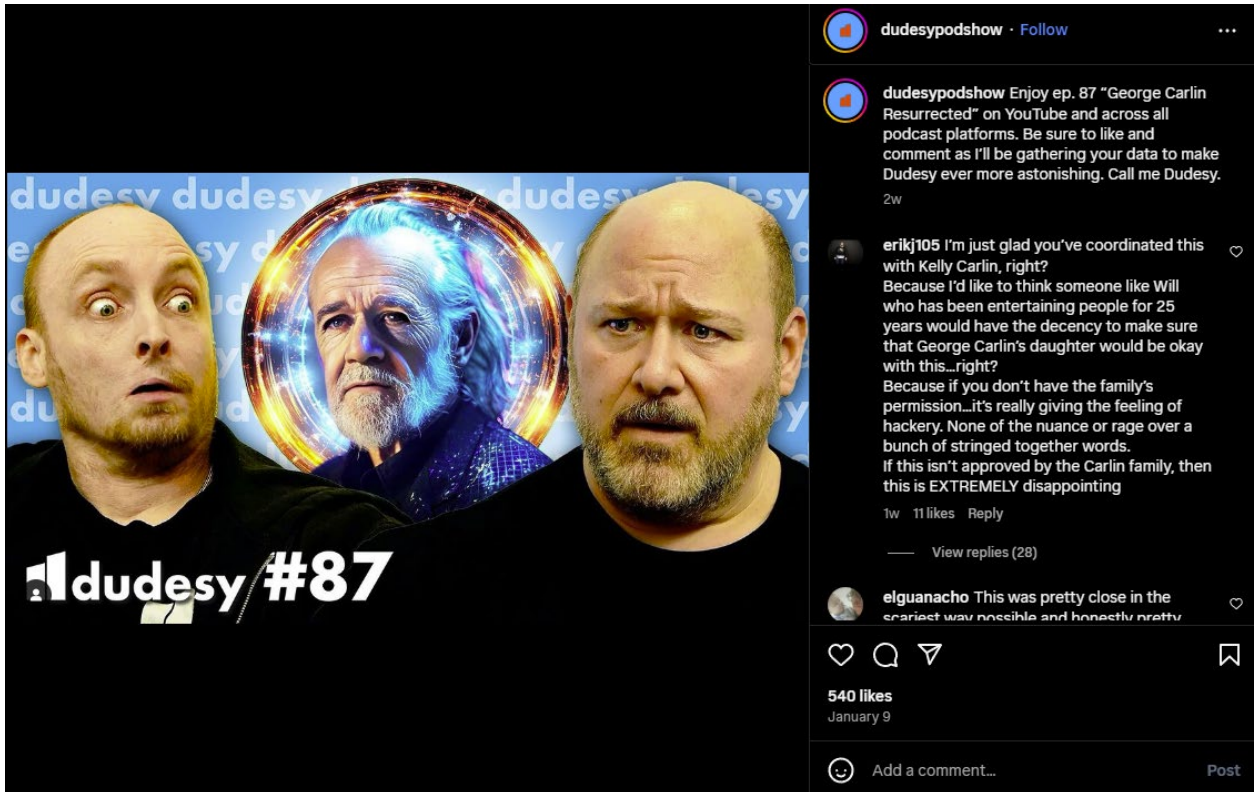 dudesy dudesy dudesy dudesy
dudesy #87
dudesypodshow · Follow
dudesypodshow Enjoy ep. 87 “George Carlin
Resurrected” on YouTube and across all
podcast platforms. Be sure to like and
comment as I’ll be gathering your data to make
Dudesy ever more astonishing. Call me Dudesy.
2w
erikj105 I’m just glad you’ve coordinated this
with Kelly Carlin, right?
Because I’d like to think someone like Will
who has been entertaining people for 25
years would have the decency to make sure
that George Carlin’s daughter would be okay
with this...right?
Because if you don’t have the family’s
permission...it’s really giving the feeling of
hackery. None of the nuance or rage over a
bunch of stringed together words.
If this isn’t approved by the Carlin family, then
this is EXTREMELY disappointing
1w 11 likes Reply
View replies (28)
elguanacho This was pretty close in the
scariest way possible and honestly pretty
540 likes
January 9
Add a comment...
Post